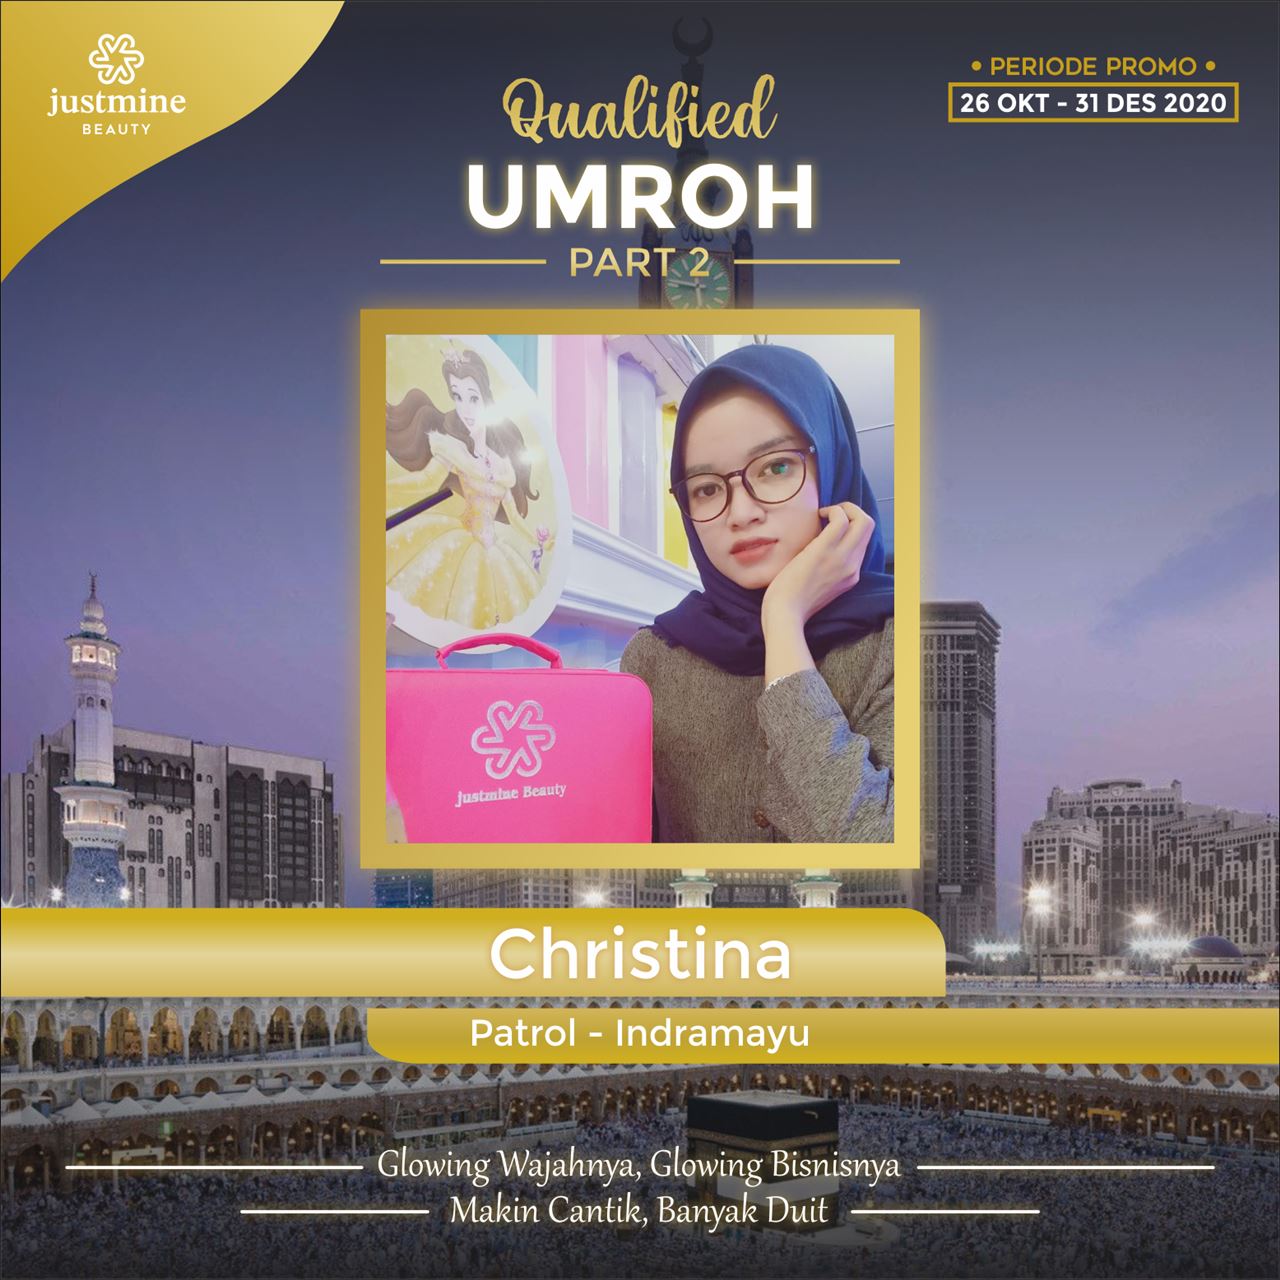 justmine
BEAUTY
• PERIODE PROMO •
26 OKT - 31 DES 2020
Qualified
UMROH
PART 2
justmine Beauty
Christina
Patrol - Indramayu
Glowing Wajahnya, Glowing Bisnisnya
Makin Cantik, Banyak Duit